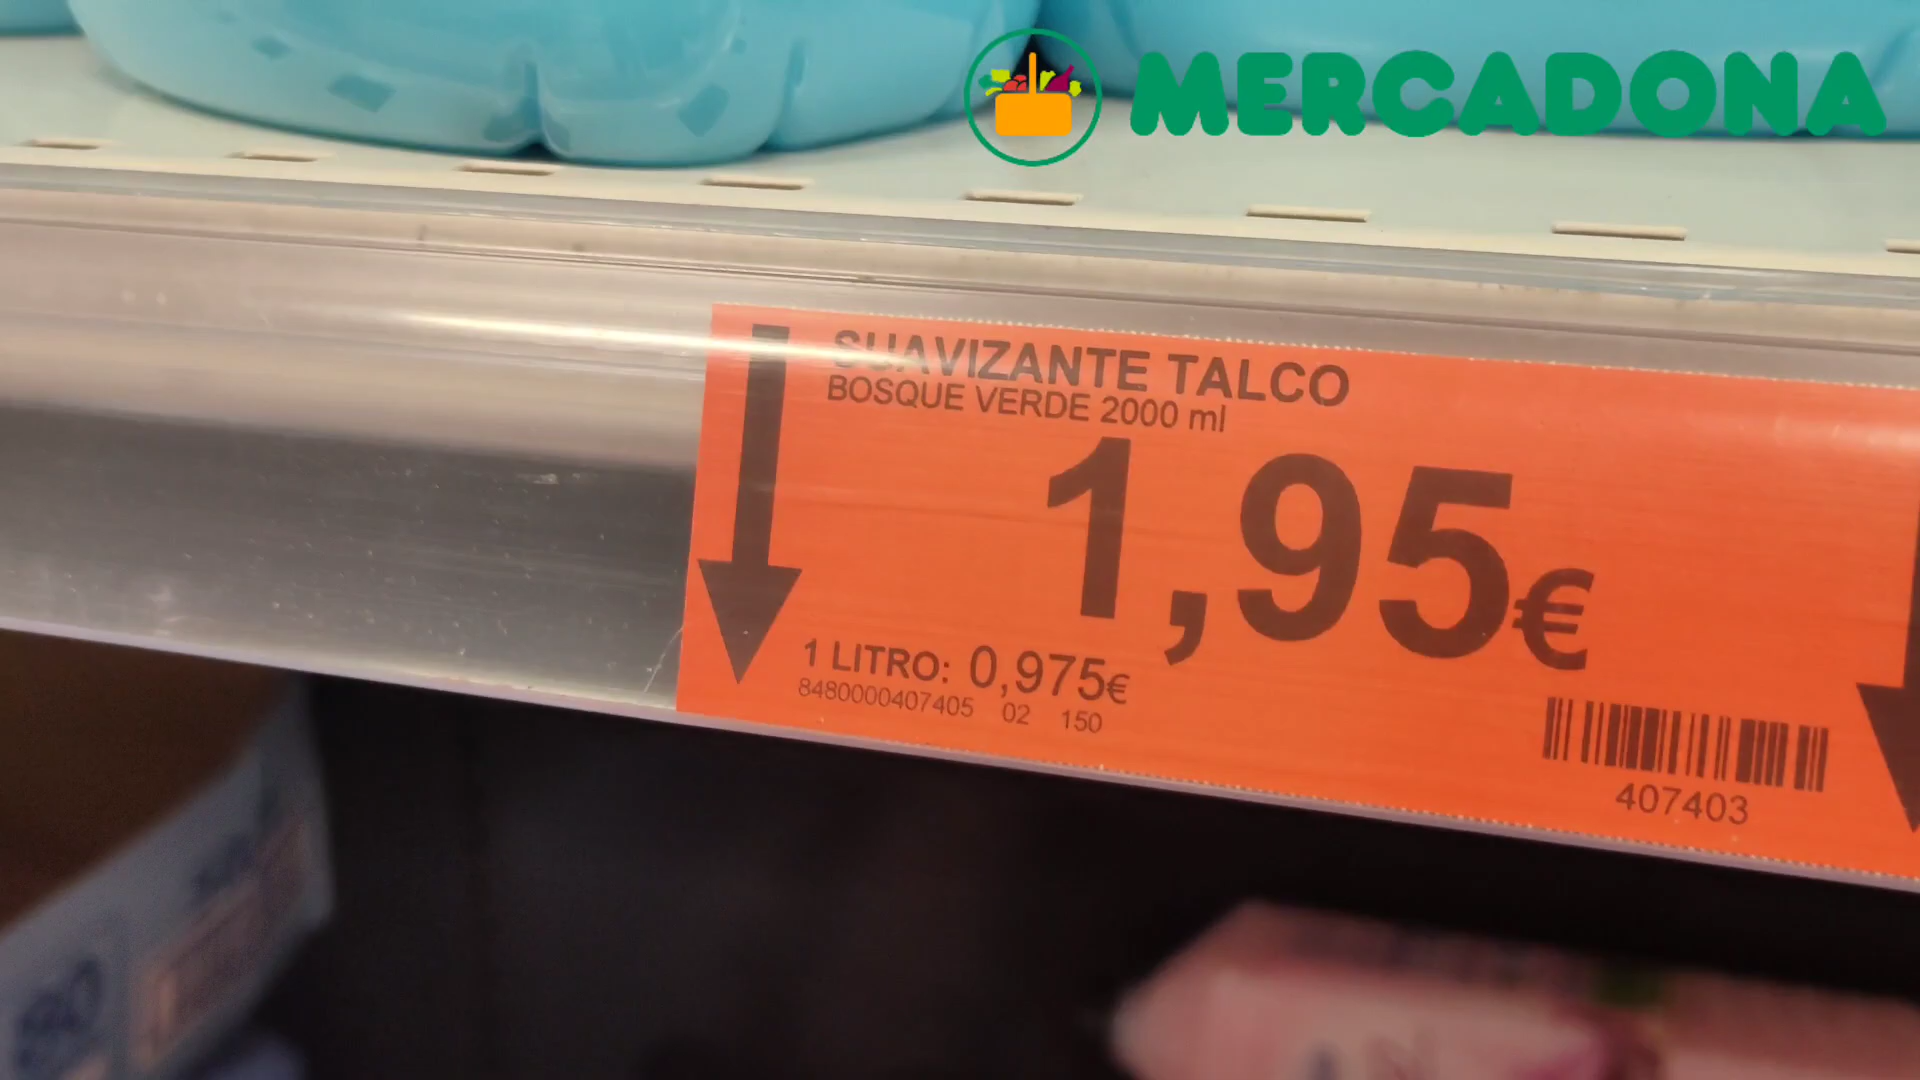 MERCADONA
SUAVIZANTE TALCO
BOSQUE VERDE 2000 ml
1,95€
1 LITRO: 0,975€
8480000407405 02 150
407403